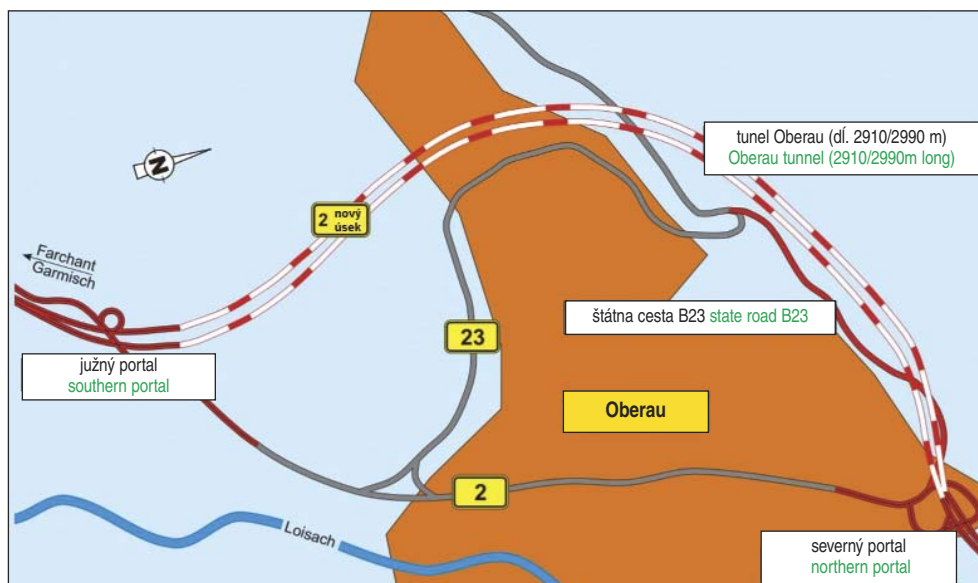 tunel Oberau (dĺ. 2910/2990 m)
Oberau tunnel (2910/2990m long)
N
2 nový
úsek
Farchant
Garmisch
štátna cesta B23 state road B23
23
južný portal
southern portal
Oberau
2
Loisach
severný portal
northern portal